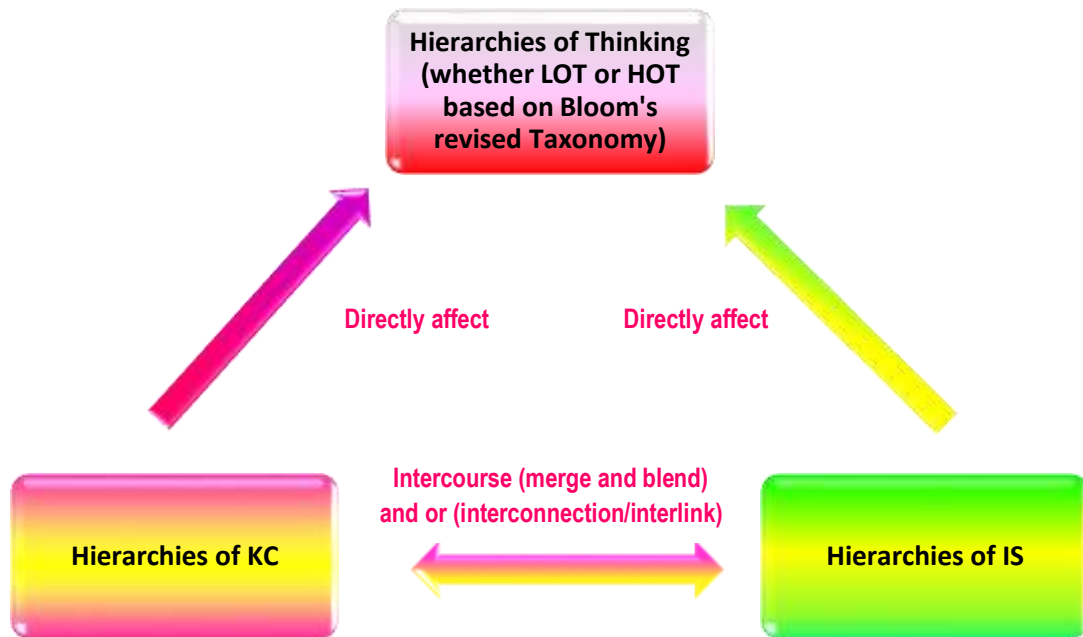 Hierarchies of Thinking
(whether LOT or HOT
based on Bloom's
revised Taxonomy)
Directly affect
Directly affect
Intercourse (merge and blend)
and or (interconnection/interlink)
Hierarchies of KC
Hierarchies of IS